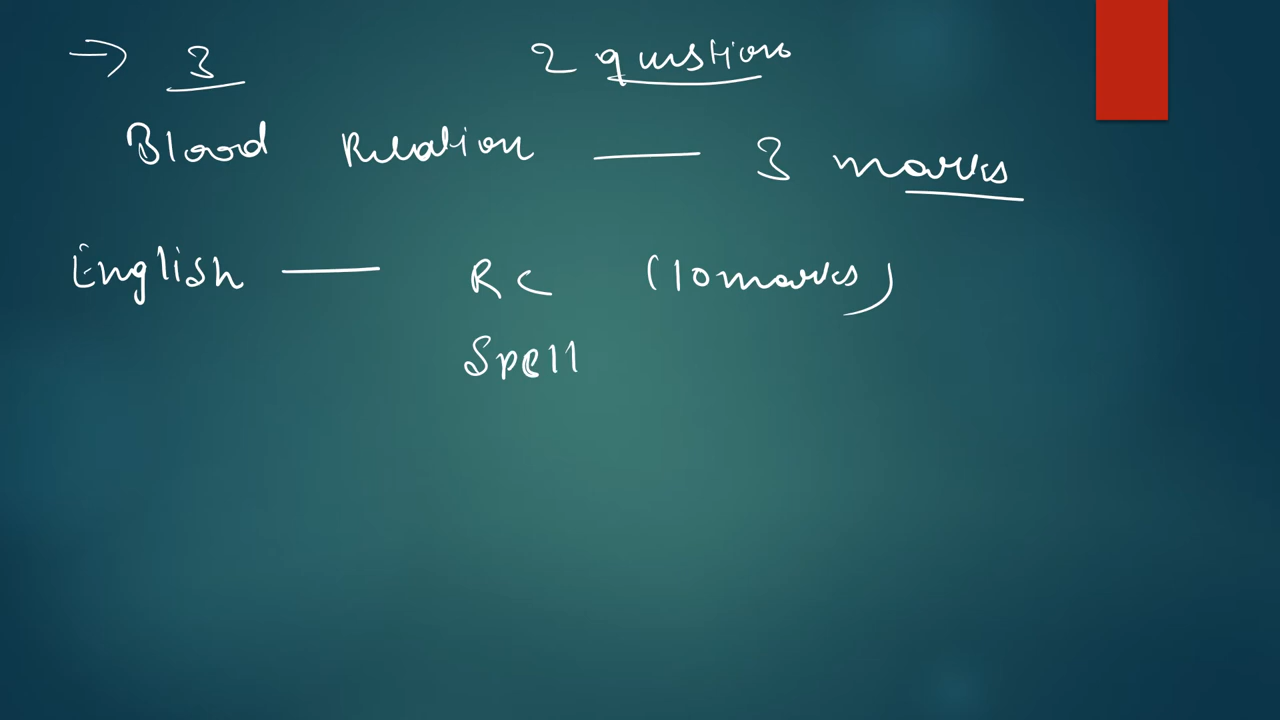 → 3 2 questions
Blood Relation — 3 marks
English — RC (10 marks)
Spell